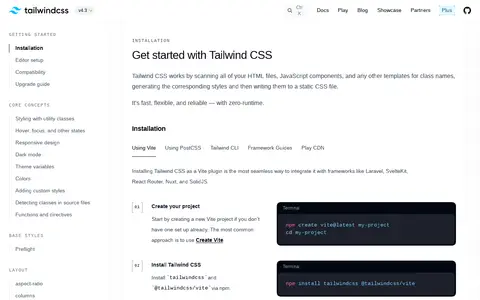 tailwindcss
v4.3
Ctrl K
Docs
Blog
Showcase
Partners
Plus
GETTING STARTED
Installation
Editor setup
Compatibility
Upgrade guide
CORE CONCEPTS
Styling with utility classes
Hover, focus, and other states
Responsive design
Dark mode
Theme variables
Colors
Adding custom styles
Detecting classes in source files
Functions and directives
BASE STYLES
Preflight
LAYOUT
aspect-ratio
columns
INSTALLATION
Get started with Tailwind CSS
Tailwind CSS works by scanning all of your HTML files, JavaScript components, and any other templates for class names,
generating the corresponding styles and then writing them to a static CSS file.
It's fast, flexible, and reliable — with zero-runtime.
Installation
Using Vite
Using PostCSS
Tailwind CLI
Framework Guides
Play CDN
Installing Tailwind CSS as a Vite plugin is the most seamless way to integrate it with frameworks like Laravel, SvelteKit,
React Router, Nuxt, and SolidJS.
01
Create your project
Start by creating a new Vite project if you don't
have one set up already. The most common
approach is to use Create Vite
Terminal
npm create vite@latest my-project
cd my-project
02
Install Tailwind CSS
Install `tailwindcss` and
`@tailwindcss/vite` via npm.
Terminal
npm install tailwindcss @tailwindcss/vite